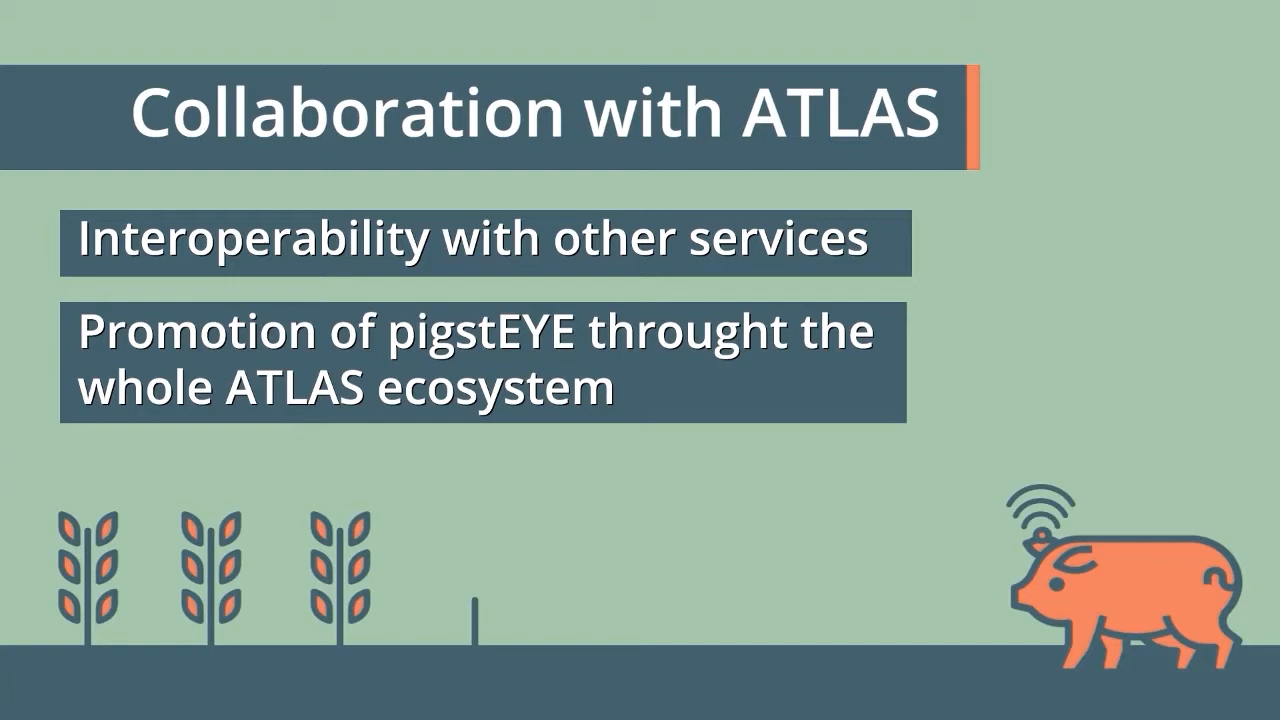 Collaboration with ATLAS
Interoperability with other services
Promotion of pigstEYE throught the
whole ATLAS ecosystem